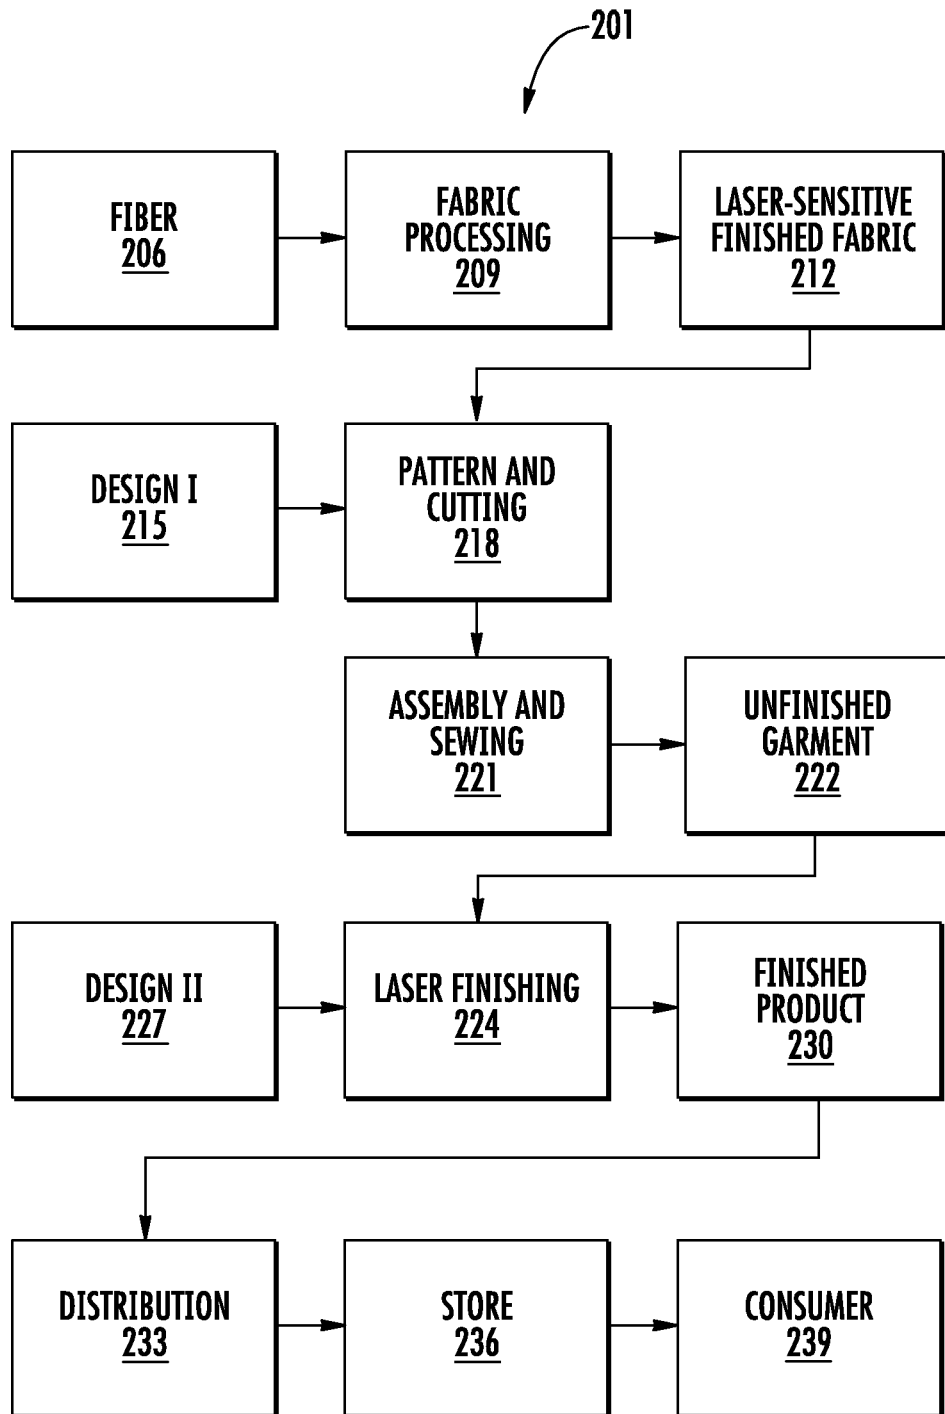 201
FIBER
206
FABRIC
PROCESSING
209
LASER-SENSITIVE
FINISHED FABRIC
212
DESIGN I
215
PATTERN AND
CUTTING
218
ASSEMBLY AND
SEWING
221
UNFINISHED
GARMENT
222
DESIGN II
227
LASER FINISHING
224
FINISHED
PRODUCT
230
DISTRIBUTION
233
STORE
236
CONSUMER
239